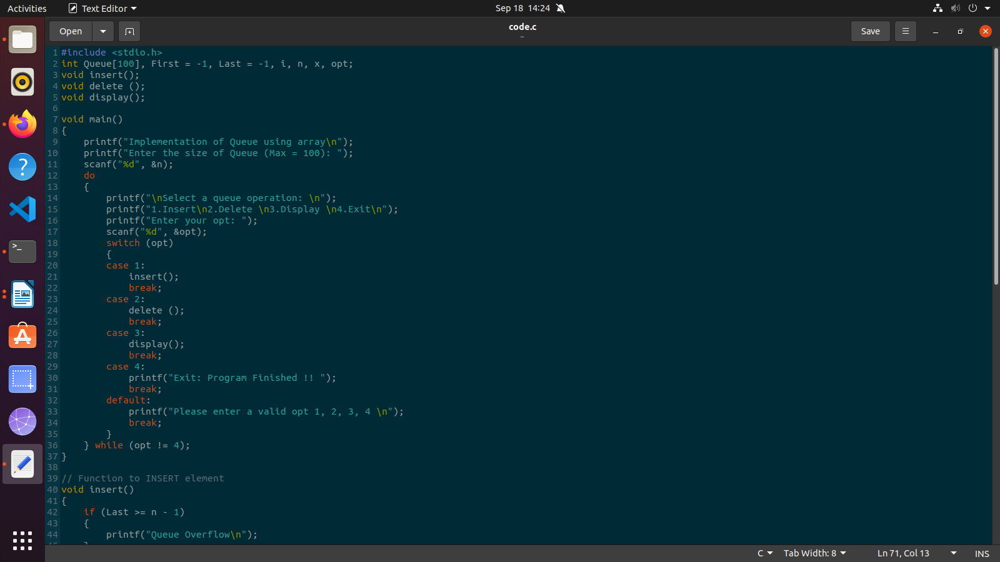 Activities Text Editor Sep 18 14:24
Open code.c Save
~
1 #include <stdio.h>
2 int Queue[100], First = -1, Last = -1, i, n, x, opt;
3 void insert();
4 void delete ();
5 void display();
6
7 void main()
8 {
9     printf("Implementation of Queue using array\n");
10     printf("Enter the size of Queue (Max = 100): ");
11     scanf("%d", &n);
12     do
13     {
14         printf("\nSelect a queue operation: \n");
15         printf("1.Insert\n2.Delete \n3.Display \n4.Exit\n");
16         printf("Enter your opt: ");
17         scanf("%d", &opt);
18         switch (opt)
19         {
20         case 1:
21             insert();
22             break;
23         case 2:
24             delete ();
25             break;
26         case 3:
27             display();
28             break;
29         case 4:
30             printf("Exit: Program Finished !! ");
31             break;
32         default:
33             printf("Please enter a valid opt 1, 2, 3, 4 \n");
34             break;
35         }
36     } while (opt != 4);
37 }
38
39 // Function to INSERT element
40 void insert()
41 {
42     if (Last >= n - 1)
43     {
44         printf("Queue Overflow\n");
C Tab Width: 8 Ln 71, Col 13 INS